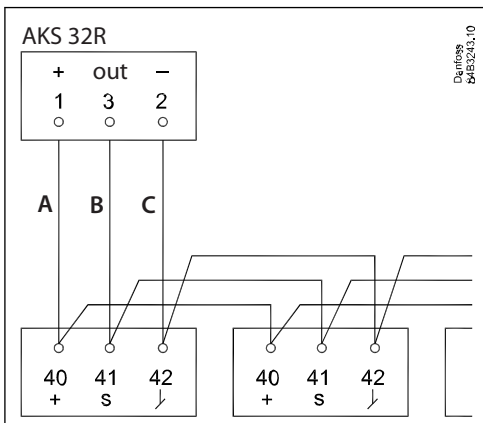 AKS 32R
Danfoss
84B3243.10
+ out −
1 3 2
A B C
40 41 42 40 41 42
+ S + S